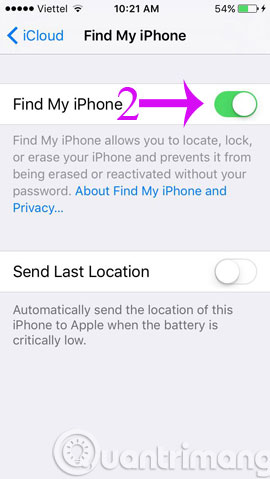 Viettel 10:21 AM 54%
iCloud Find My iPhone
Find My iPhone 2
Find My iPhone allows you to locate, lock,
or erase your iPhone and prevents it from
being erased or reactivated without your
password. About Find My iPhone and
Privacy...
Send Last Location
Automatically send the location of this
iPhone to Apple when the battery is
critically low.
Quantrimang